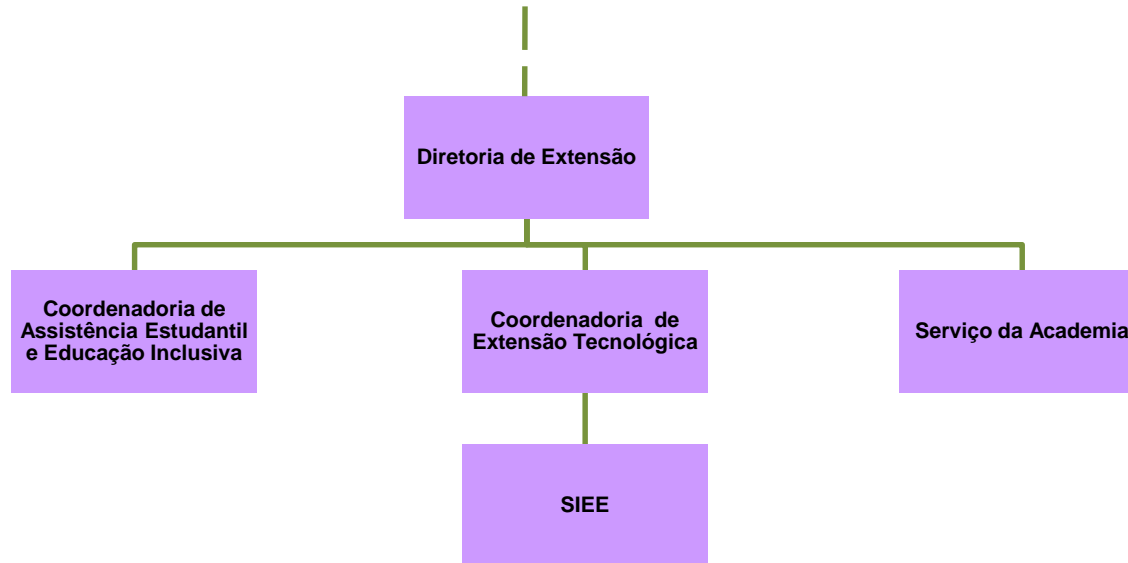 Diretoria de Extensão
Coordenadoria de
Assistência Estudantil
e Educação Inclusiva
Coordenadoria de
Extensão Tecnológica
Serviço da Academia
SIEE